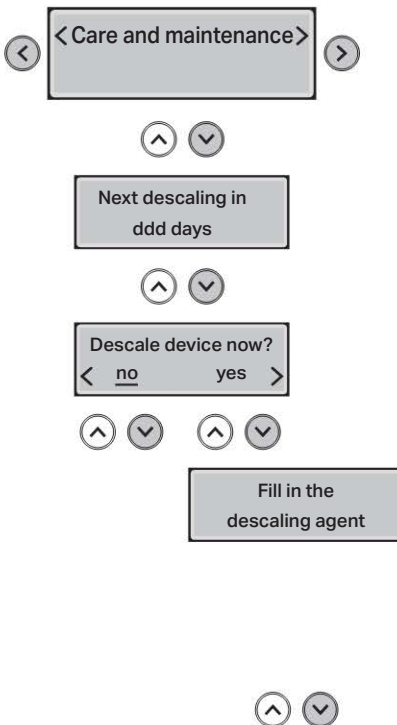 <Care and maintenance>
Next descaling in
ddd days
Descale device now?
< no yes >
Fill in the
descaling agent